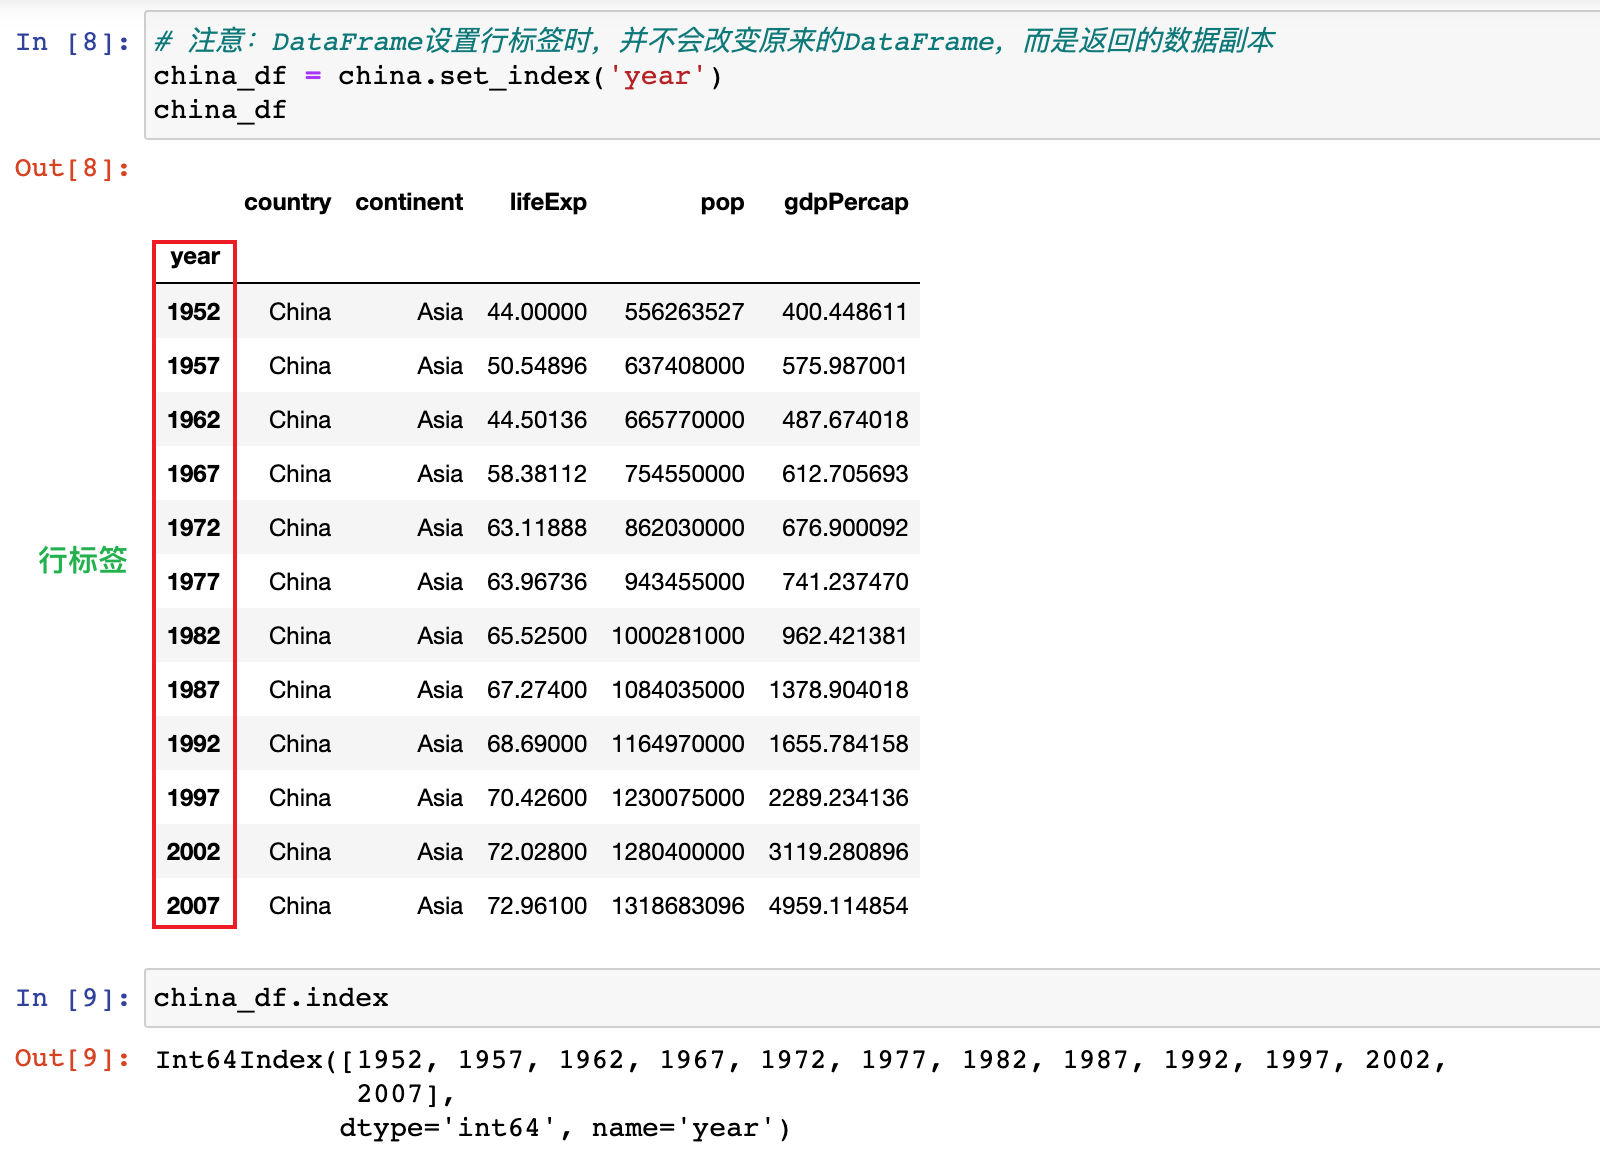 In [8]: # 注意：DataFrame设置行标签时，并不会改变原来的DataFrame，而是返回的数据副本
china_df = china.set_index('year')
china_df
Out[8]:
country continent lifeExp pop gdpPercap
year
1952 China Asia 44.00000 556263527 400.448611
1957 China Asia 50.54896 637408000 575.987001
1962 China Asia 44.50136 665770000 487.674018
1967 China Asia 58.38112 754550000 612.705693
1972 China Asia 63.11888 862030000 676.900092
行标签
1977 China Asia 63.96736 943455000 741.237470
1982 China Asia 65.52500 1000281000 962.421381
1987 China Asia 67.27400 1084035000 1378.904018
1992 China Asia 68.69000 1164970000 1655.784158
1997 China Asia 70.42600 1230075000 2289.234136
2002 China Asia 72.02800 1280400000 3119.280896
2007 China Asia 72.96100 1318683096 4959.114854
In [9]: china_df.index
Out[9]: Int64Index([1952, 1957, 1962, 1967, 1972, 1977, 1982, 1987, 1992, 1997, 2002,
2007],
dtype='int64', name='year')